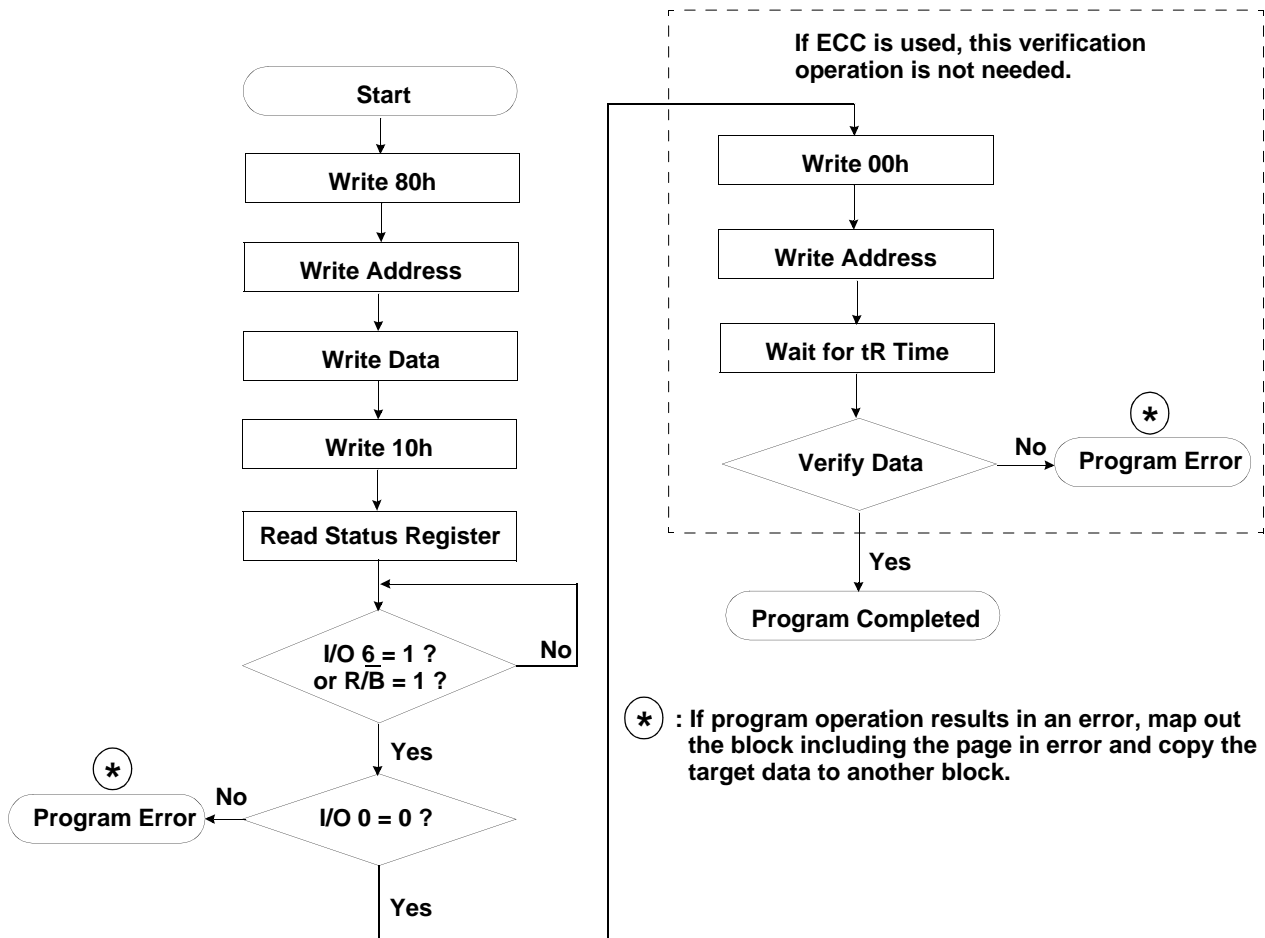 Start
Write 80h
Write Address
Write Data
Write 10h
Read Status Register
I/O 6 = 1 ?
or R/B̅ = 1 ?
No
Yes
*
No
Program Error
I/O 0 = 0 ?
Yes
If ECC is used, this verification
operation is not needed.
Write 00h
Write Address
Wait for tR Time
*
Verify Data
No
Program Error
Yes
Program Completed
* : If program operation results in an error, map out
the block including the page in error and copy the
target data to another block.